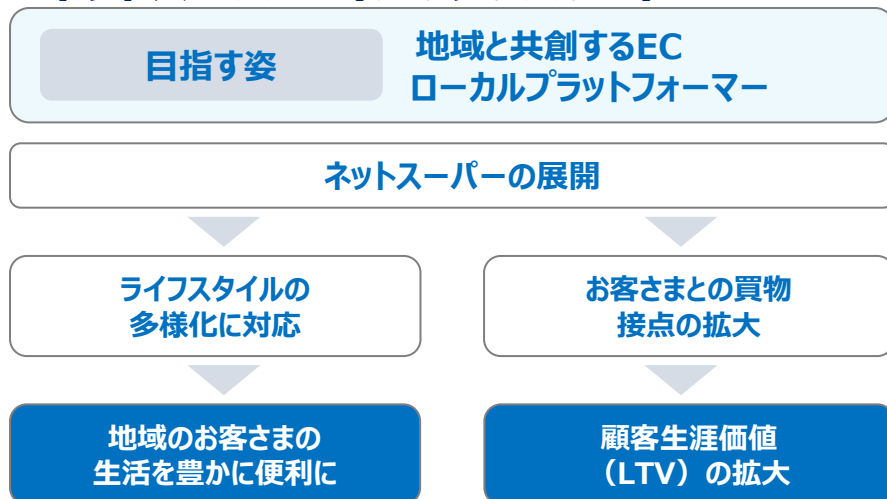 目指す姿
地域と共創するEC
ローカルプラットフォーマー
ネットスーパーの展開
ライフスタイルの
多様化に対応
お客さまとの買物
接点の拡大
地域のお客さまの
生活を豊かに便利に
顧客生涯価値
（LTV）の拡大